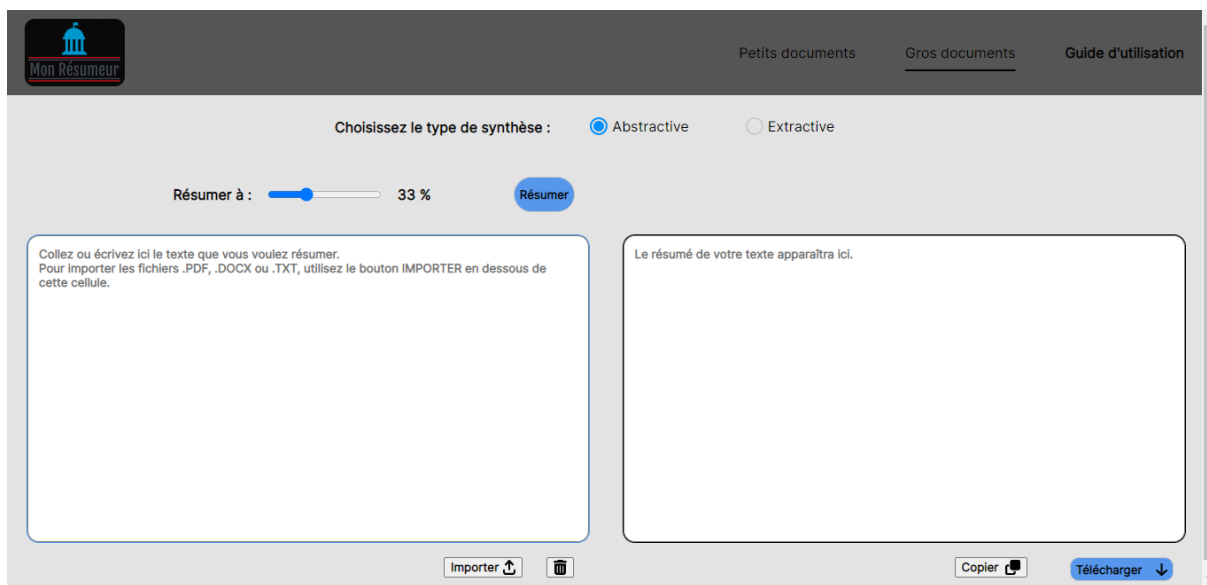 Mon Résumeur
Petits documents
Gros documents
Guide d'utilisation
Choisissez le type de synthèse :
Abstractive
Extractive
Résumer à :
33 %
Résumer
Collez ou écrivez ici le texte que vous voulez résumer.
Pour importer les fichiers .PDF, .DOCX ou .TXT, utilisez le bouton IMPORTER en dessous de
cette cellule.
Le résumé de votre texte apparaîtra ici.
Importer
Copier
Télécharger